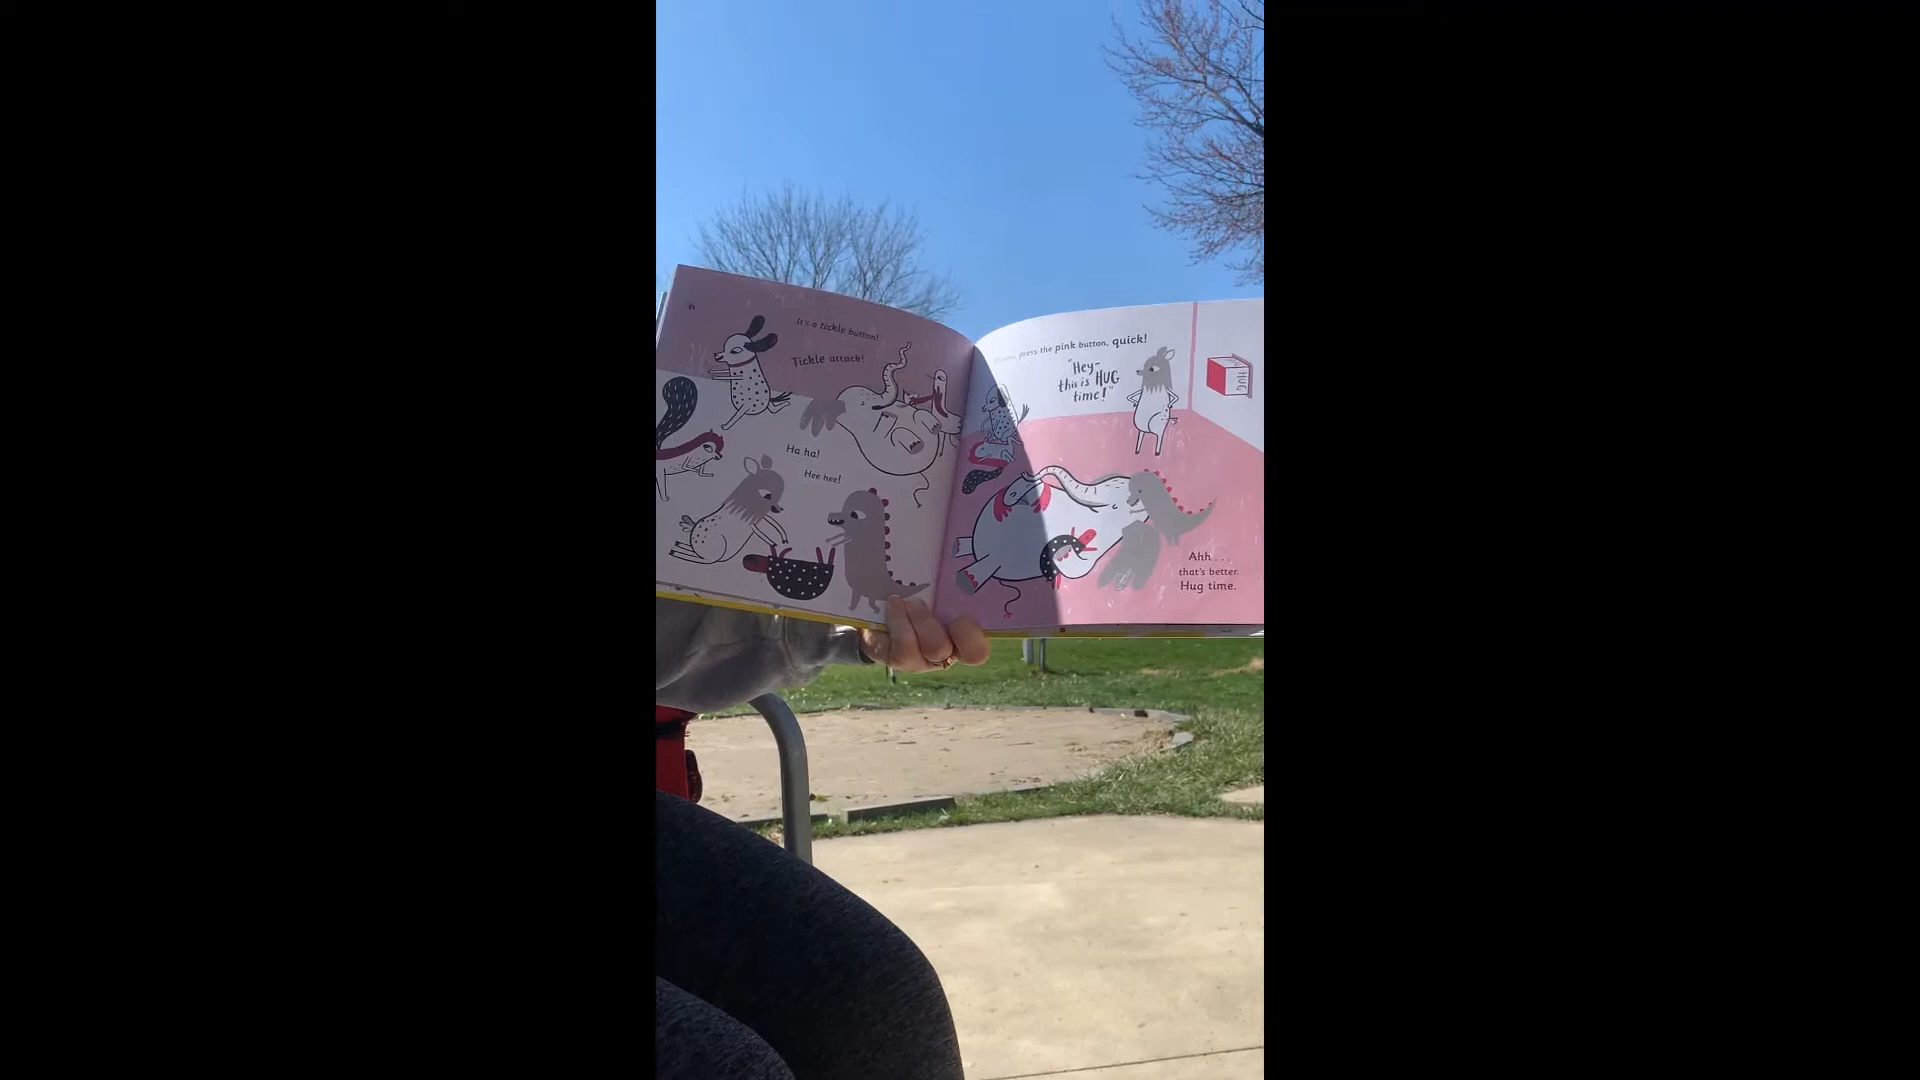 It's a tickle button!
Tickle attack!
Ha ha!
Hee hee!
press the pink button, quick!
"Hey-
this is HUG
time!"
HUG
Ahh . . .
that's better.
Hug time.